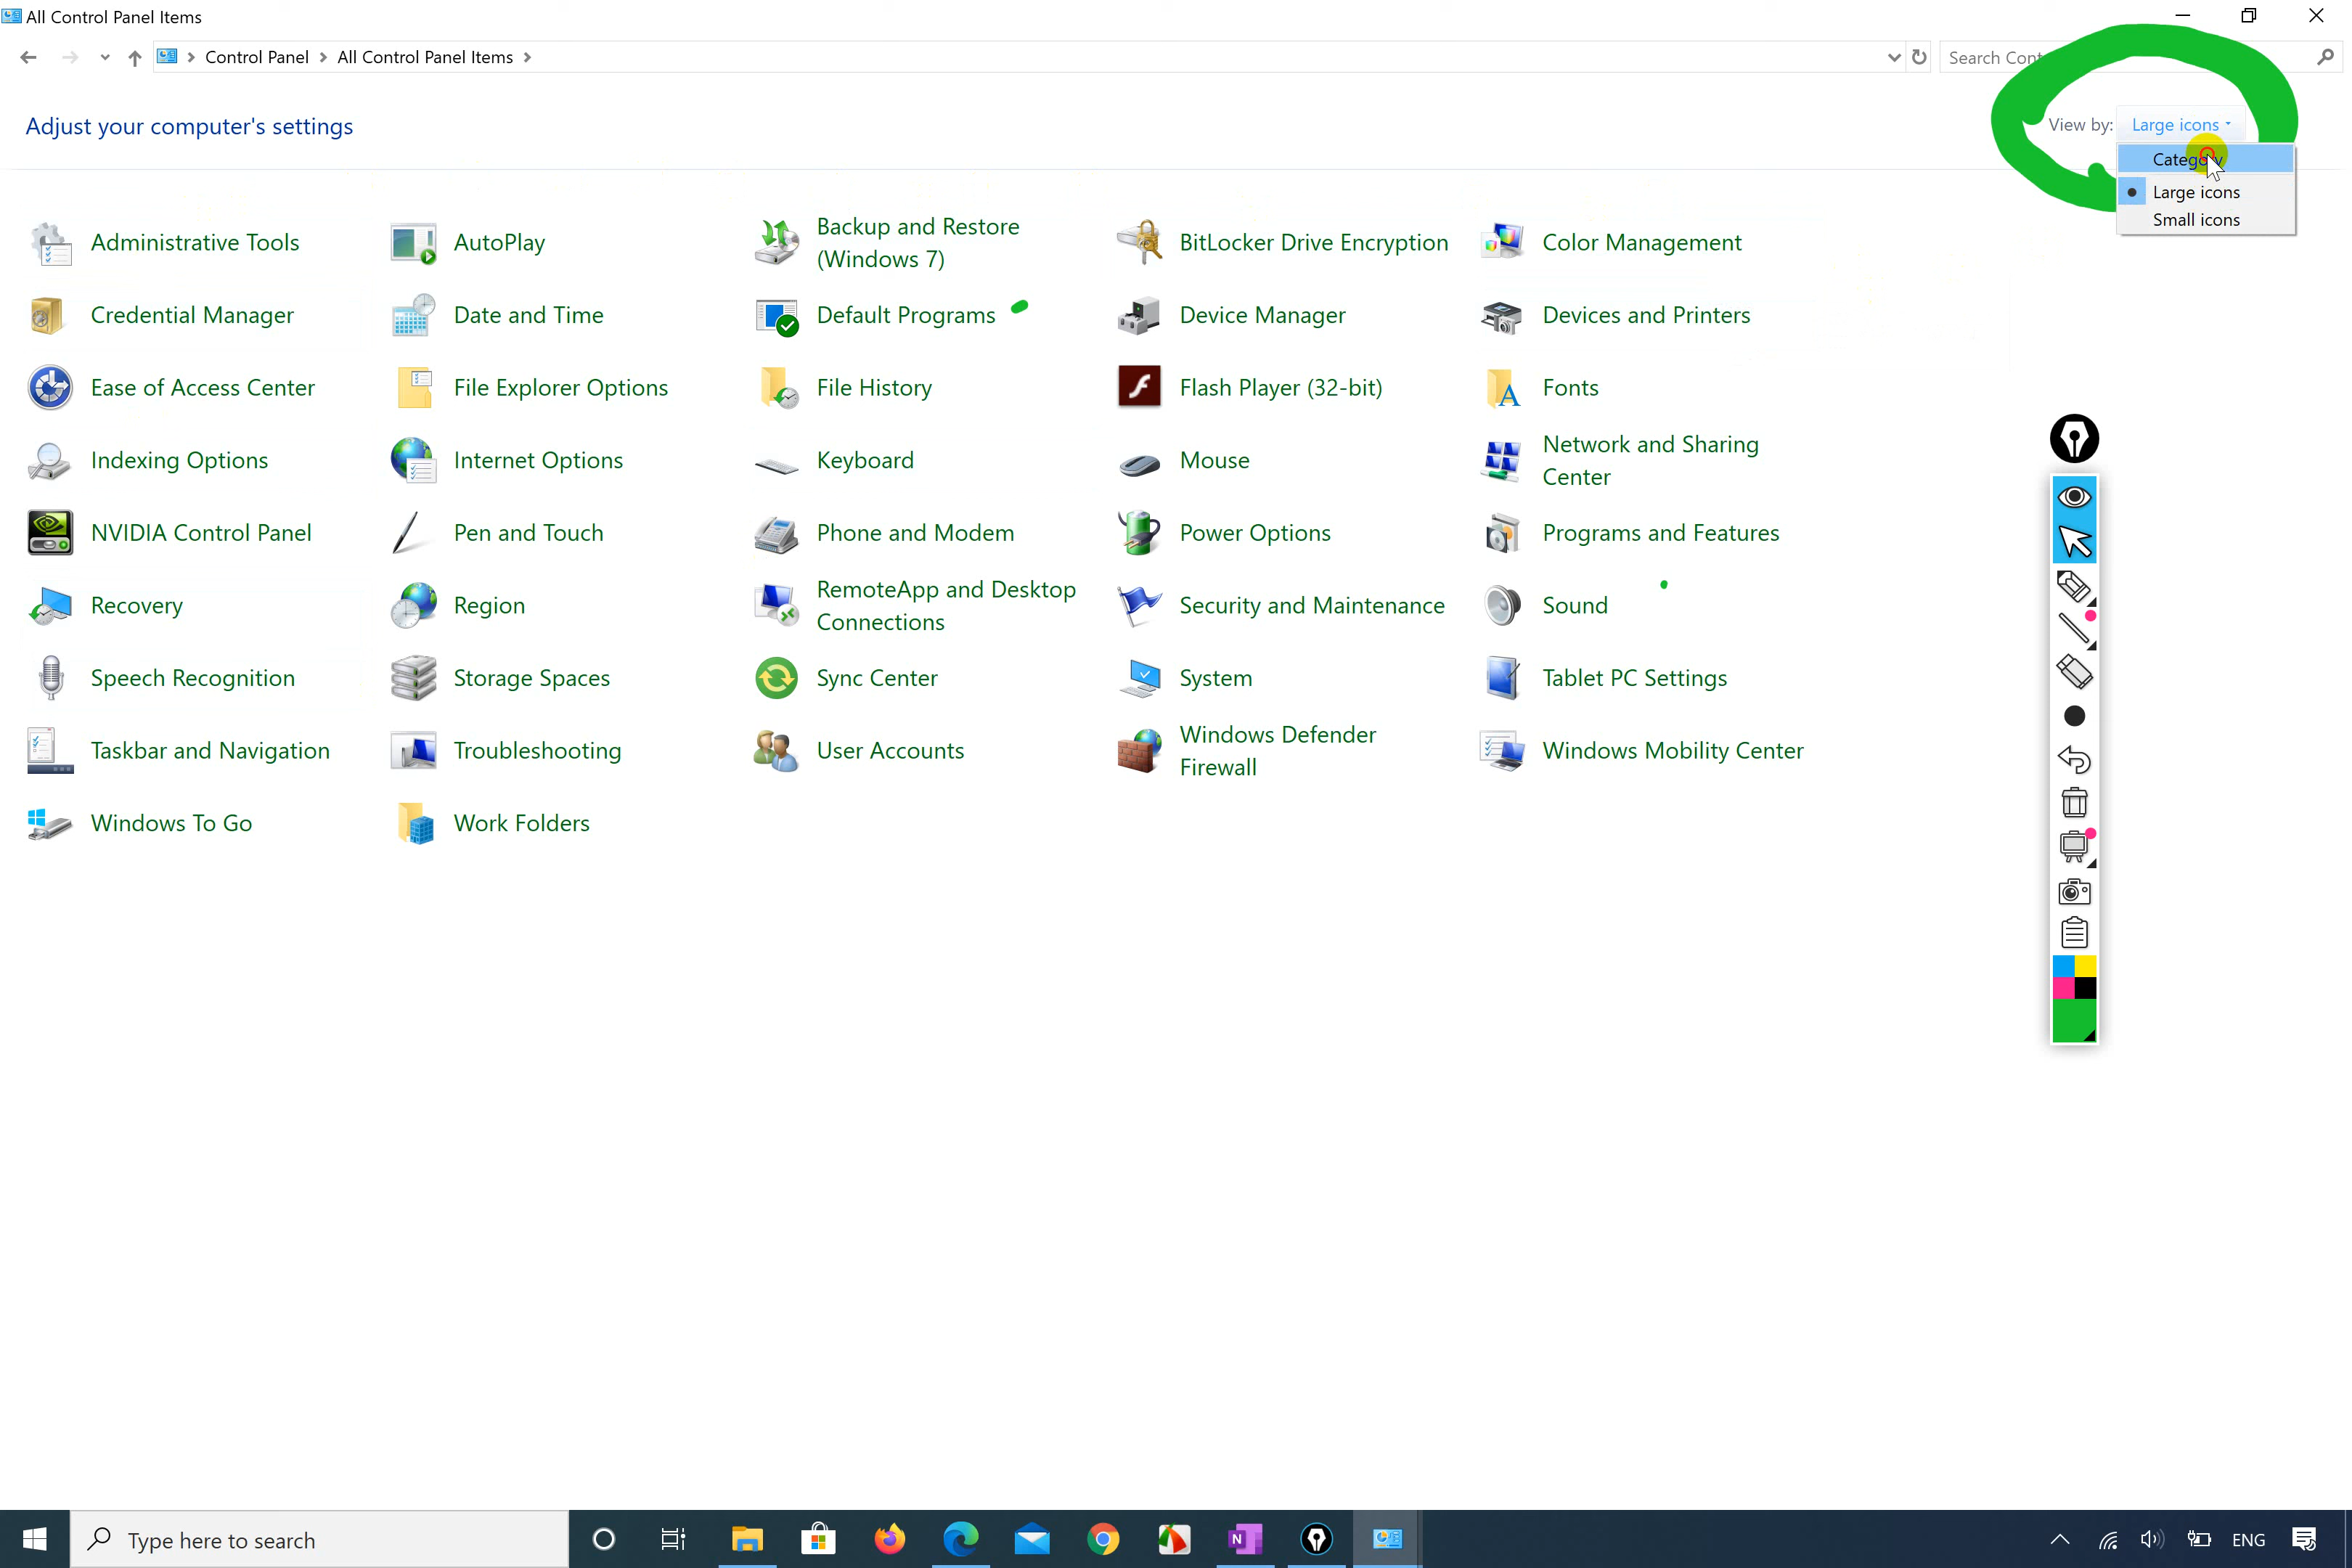 All Control Panel Items
Control Panel
All Control Panel Items
Search Cont
Adjust your computer's settings
View by:
Large icons
Category
Large icons
Small icons
Administrative Tools
AutoPlay
Backup and Restore
(Windows 7)
BitLocker Drive Encryption
Color Management
Credential Manager
Date and Time
Default Programs
Device Manager
Devices and Printers
Ease of Access Center
File Explorer Options
File History
Flash Player (32-bit)
Fonts
Indexing Options
Internet Options
Keyboard
Mouse
Network and Sharing
Center
NVIDIA Control Panel
Pen and Touch
Phone and Modem
Power Options
Programs and Features
Recovery
Region
RemoteApp and Desktop
Connections
Security and Maintenance
Sound
Speech Recognition
Storage Spaces
Sync Center
System
Tablet PC Settings
Taskbar and Navigation
Troubleshooting
User Accounts
Windows Defender
Firewall
Windows Mobility Center
Windows To Go
Work Folders
Type here to search
ENG